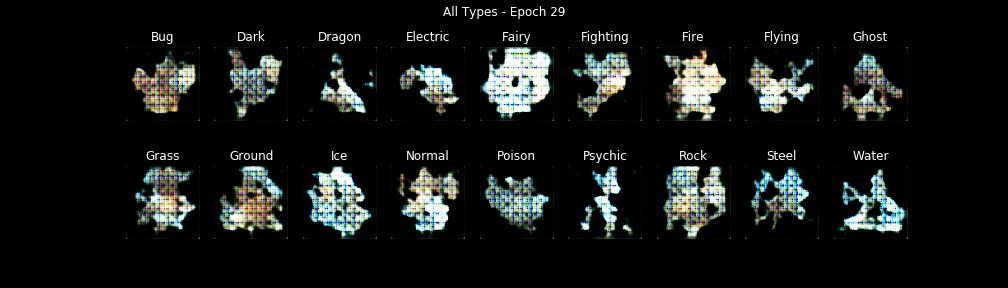 All Types - Epoch 29
Bug Dark Dragon Electric Fairy Fighting Fire Flying Ghost
Grass Ground Ice Normal Poison Psychic Rock Steel Water